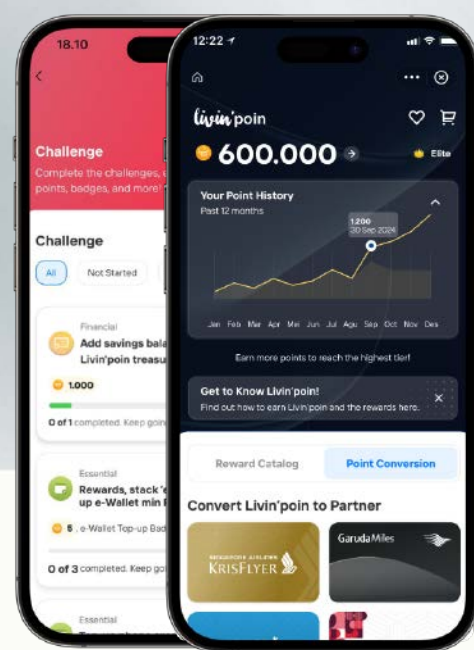 18.10
Challenge
Complete the challenges,
points, badges, and more!
Challenge
All
Not Started
Financial
Add savings bala
Livin'poin treasu
1.000
0 of 1 completed. Keep goin
Essential
Rewards, stack 'e
up e-Wallet min
5 . e-Wallet Top-up Bad
0 of 3 completed. Keep go
Essential
12:22
livin'poin
600.000
Elite
Your Point History
Past 12 months
1.200
30 Sep 2024
Jan Feb Mar Apr Mei Jun Jul Agu Sep Oct Nov Des
Earn more points to reach the highest tier!
Get to Know Livin'poin!
Find out how to earn Livin'poin and the rewards here.
Reward Catalog
Point Conversion
Convert Livin'poin to Partner
SINGAPORE AIRLINES
KRISFLYER
GarudaMiles